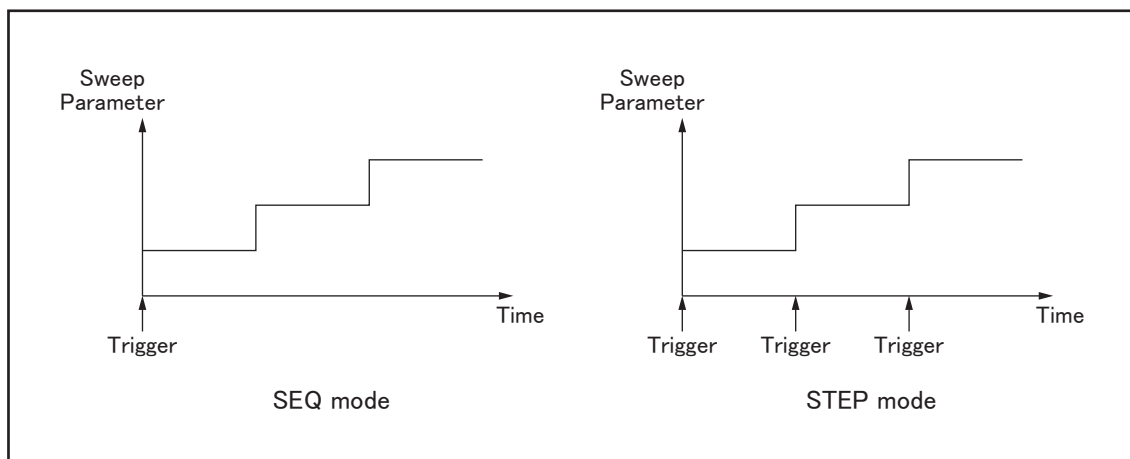 Sweep
Parameter
Time
Trigger
SEQ mode
Sweep
Parameter
Time
Trigger
Trigger
Trigger
STEP mode